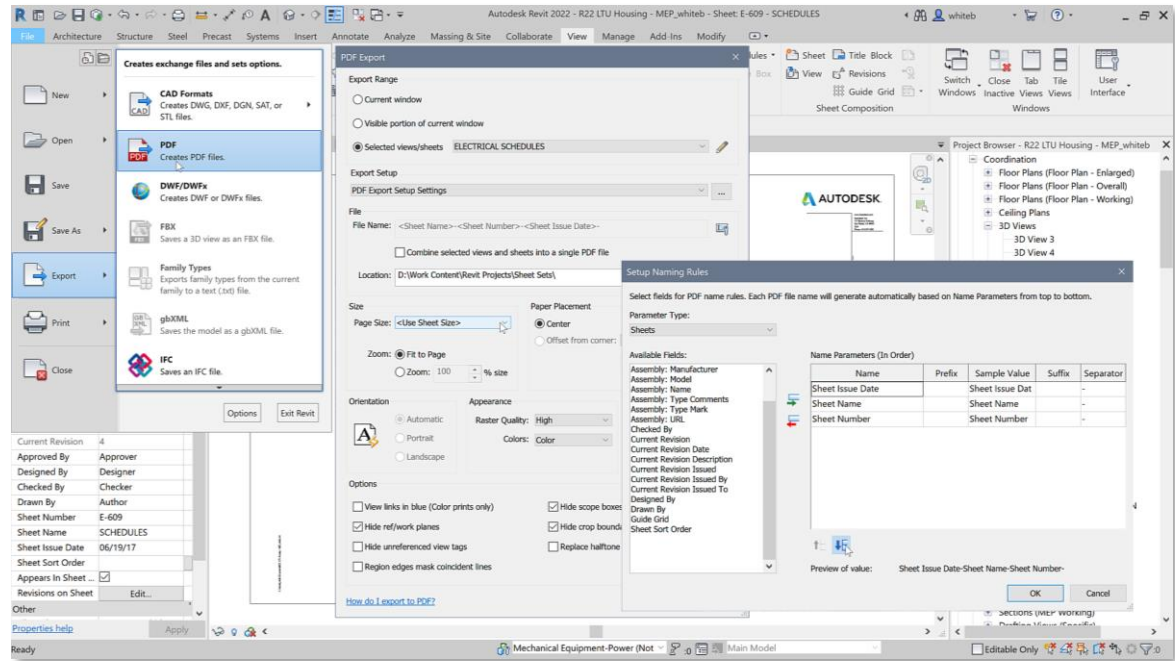 Autodesk Revit 2022 - R22 LTU Housing - MEP_whiteb - Sheet: E-609 - SCHEDULES
whiteb
File Architecture Structure Steel Precast Systems Insert Annotate Analyze Massing & Site Collaborate View Manage Add-Ins Modify
Creates exchange files and sets options.
New
Open
Save
Save As
Export
Print
Close
CAD Formats
Creates DWG, DXF, DGN, SAT, or
STL files.
PDF
Creates PDF files.
DWF/DWFx
Creates DWF or DWFx files.
FBX
Saves a 3D view as an FBX file.
Family Types
Exports family types from the current
family to a text (.txt) file.
gbXML
Saves the model as a gbXML file.
IFC
Saves an IFC file.
Options Exit Revit
Current Revision 4
Approved By Approver
Designed By Designer
Checked By Checker
Drawn By Author
Sheet Number E-609
Sheet Name SCHEDULES
Sheet Issue Date 06/19/17
Sheet Sort Order
Appears In Sheet ...
Revisions on Sheet Edit...
Other
Properties help Apply
Ready
PDF Export
Export Range
Current window
Visible portion of current window
Selected views/sheets ELECTRICAL SCHEDULES
Export Setup
PDF Export Setup Settings ...
File
File Name: <Sheet Name>-<Sheet Number>-<Sheet Issue Date>-
Combine selected views and sheets into a single PDF file
Location: D:\Work Content\Revit Projects\Sheet Sets\
Size
Page Size: <Use Sheet Size>
Zoom: Fit to Page
Zoom: 100 % size
Paper Placement
Center
Offset from corner:
Orientation
Automatic
Portrait
Landscape
Appearance
Raster Quality: High
Colors: Color
Options
View links in blue (Color prints only)
Hide ref/work planes
Hide unreferenced view tags
Region edges mask coincident lines
Hide scope boxes
Hide crop bounda
Replace halftone
How do I export to PDF?
ules
Box
Sheet Title Block
View Revisions
Guide Grid
Sheet Composition
Switch Windows
Close Inactive
Tab Views
Tile Views
Windows
User Interface
AUTODESK
Project Browser - R22 LTU Housing - MEP_whiteb
Coordination
Floor Plans (Floor Plan - Enlarged)
Floor Plans (Floor Plan - Overall)
Floor Plans (Floor Plan - Working)
Ceiling Plans
3D Views
3D View 3
3D View 4
Setup Naming Rules
Select fields for PDF name rules. Each PDF file name will generate automatically based on Name Parameters from top to bottom.
Parameter Type:
Sheets
Available Fields:
Assembly: Manufacturer
Assembly: Model
Assembly: Name
Assembly: Type Comments
Assembly: Type Mark
Assembly: URL
Checked By
Current Revision
Current Revision Date
Current Revision Description
Current Revision Issued
Current Revision Issued By
Current Revision Issued To
Designed By
Drawn By
Guide Grid
Sheet Sort Order
Name Parameters (In Order)
Name Prefix Sample Value Suffix Separator
Sheet Issue Date Sheet Issue Dat -
Sheet Name Sheet Name -
Sheet Number Sheet Number -
Preview of value: Sheet Issue Date-Sheet Name-Sheet Number-
OK Cancel
Sections (MEP Working)
Mechanical Equipment-Power (Not :0 Main Model Editable Only :0